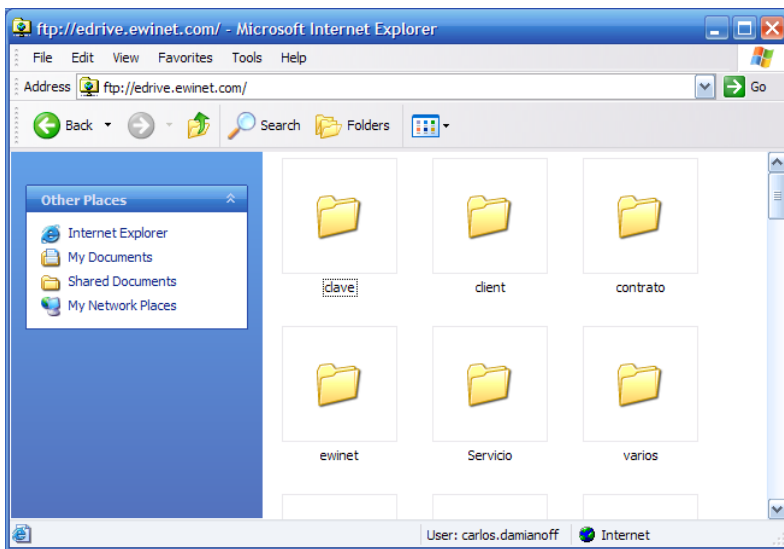 ftp://edrive.ewinet.com/ - Microsoft Internet Explorer
File Edit View Favorites Tools Help
Address ftp://edrive.ewinet.com/ Go
Back Search Folders
Other Places
Internet Explorer
My Documents
Shared Documents
My Network Places
clave client contrato
ewinet Servicio varios
User: carlos.damianoff Internet